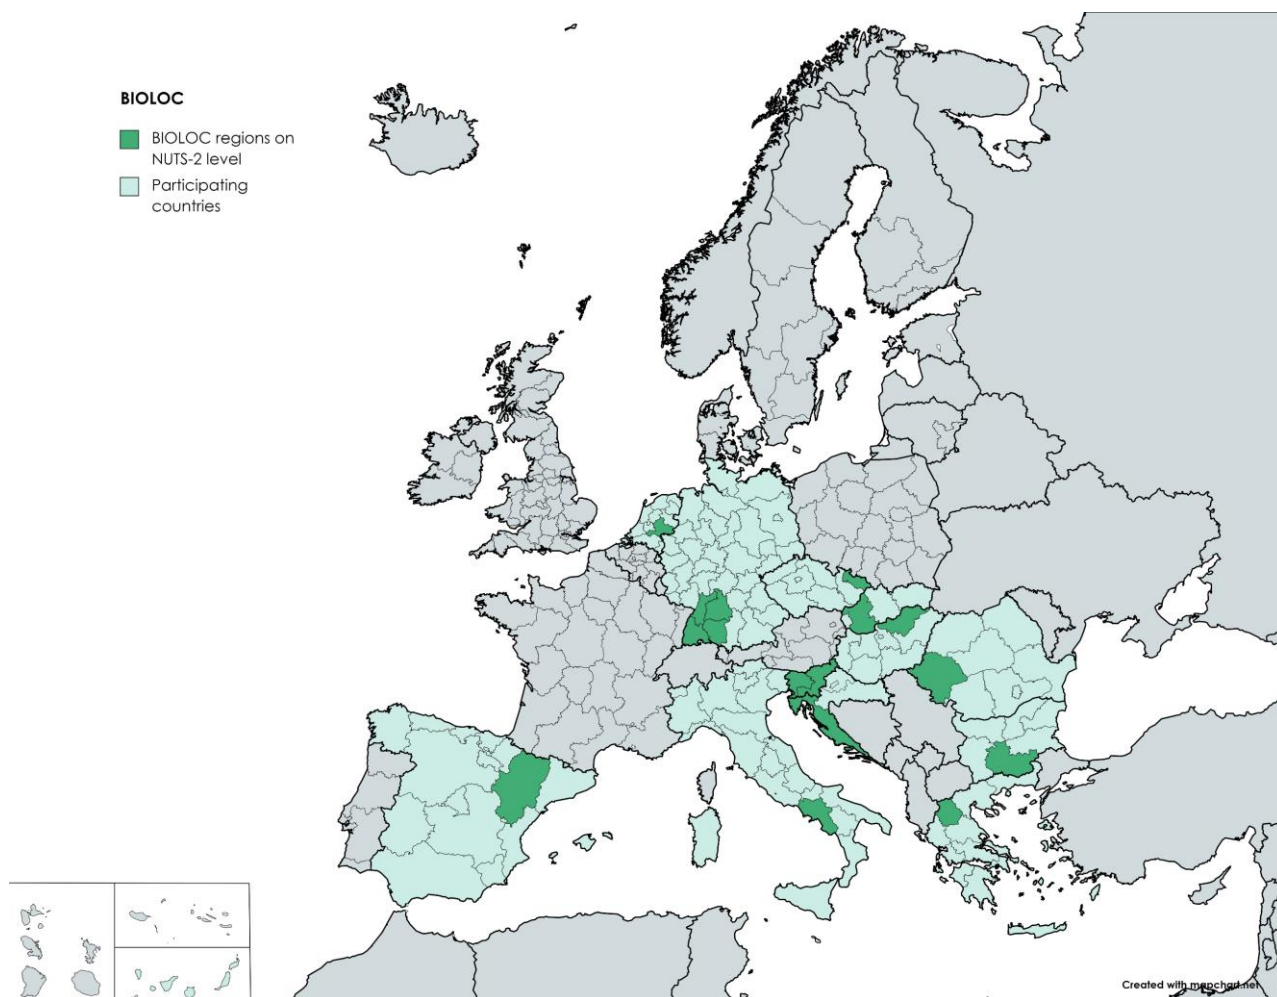 BIOLOC
BIOLOC regions on
NUTS-2 level
Participating
countries
Created with mapchart.net